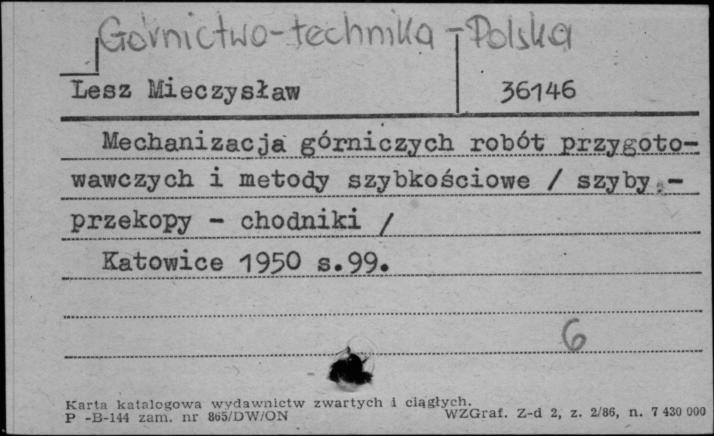 Górnictwo-technika-Polska
Lesz Mieczysław 36146
Mechanizacja górniczych robót przygoto-
wawczych i metody szybkościowe / szyby -
przekopy - chodniki /
Katowice 1950 s.99.
6
Karta katalogowa wydawnictw zwartych i ciągłych.
P -B-144 zam. nr 865/DW/ON WZGraf. Z-d 2, z. 2/86, n. 7 430 000